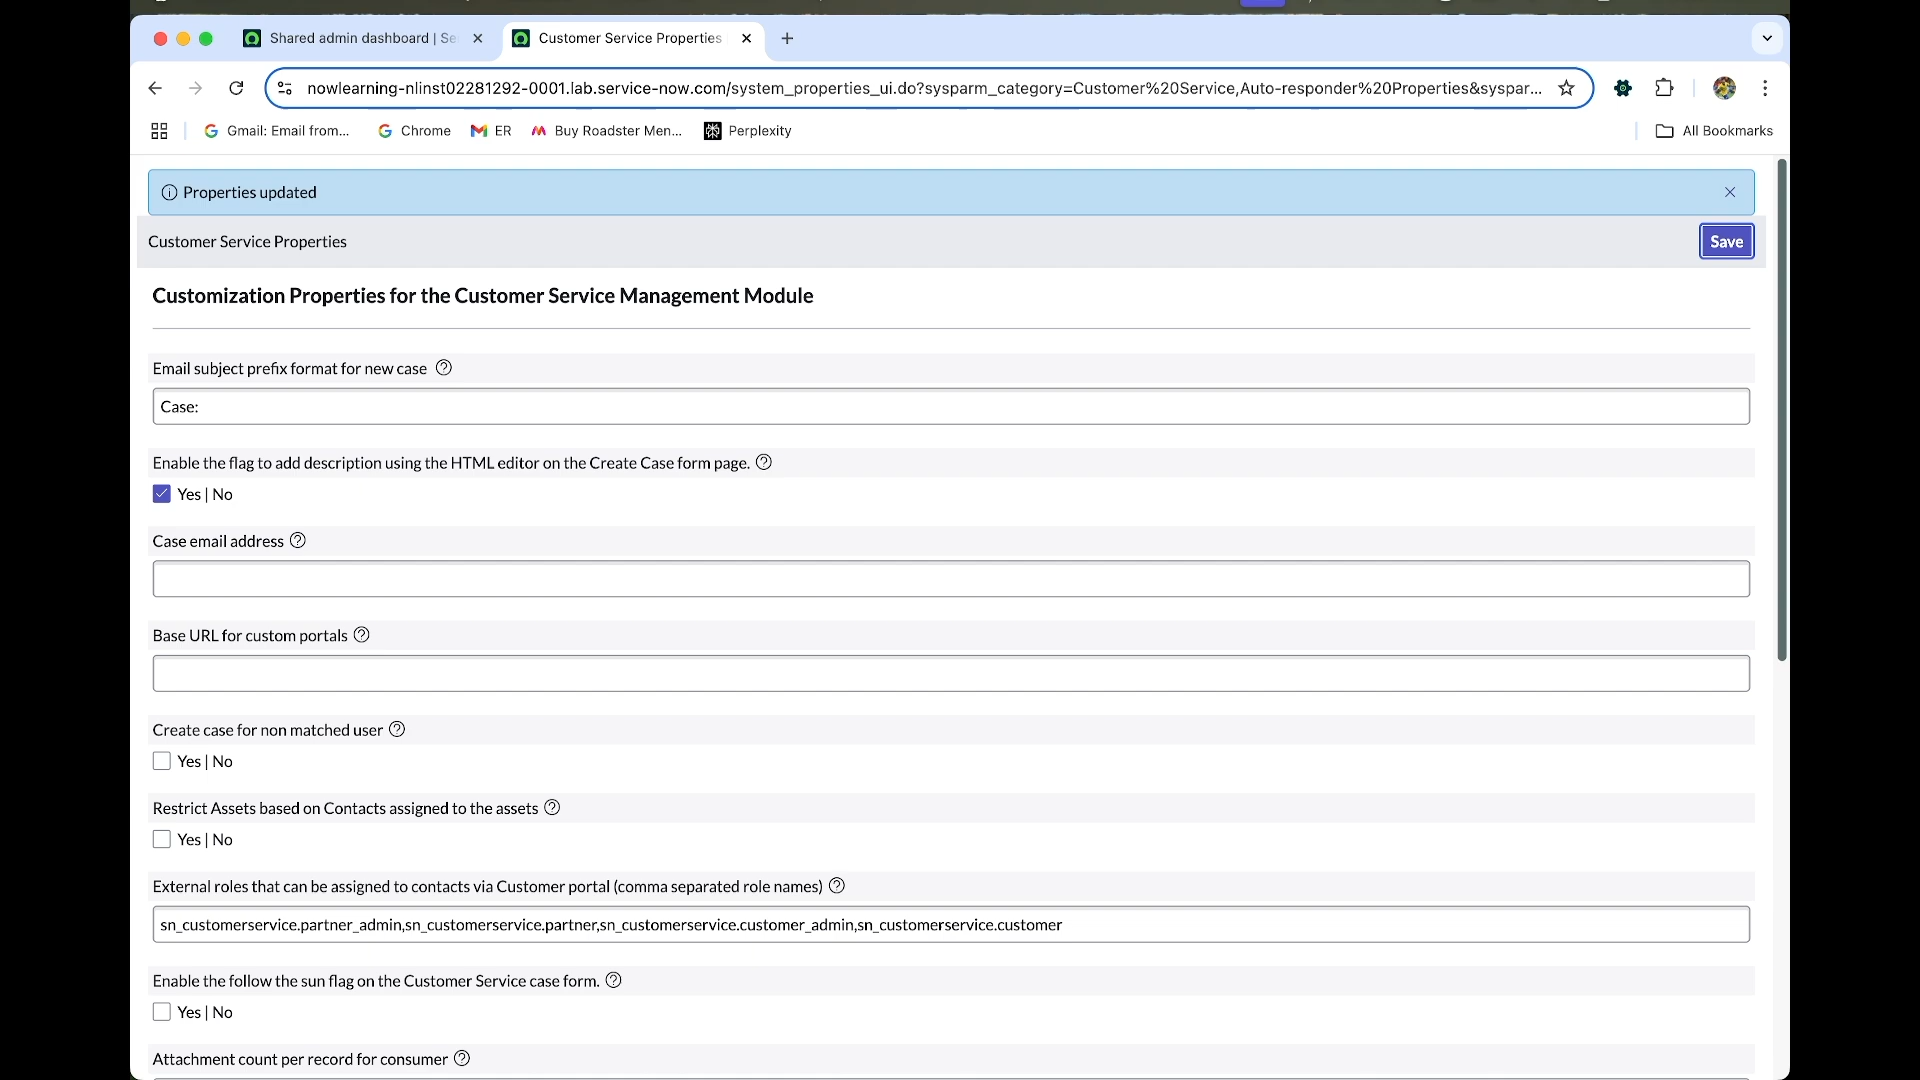 Shared admin dashboard | Se
Customer Service Properties
nowlearning-nlinst02281292-0001.lab.service-now.com/system_properties_ui.do?sysparm_category=Customer%20Service,Auto-responder%20Properties&syspar...
Gmail: Email from...
Chrome
ER
Buy Roadster Men...
Perplexity
All Bookmarks
Properties updated
Customer Service Properties
Save
Customization Properties for the Customer Service Management Module
Email subject prefix format for new case
Case:
Enable the flag to add description using the HTML editor on the Create Case form page.
Yes | No
Case email address
Base URL for custom portals
Create case for non matched user
Yes | No
Restrict Assets based on Contacts assigned to the assets
Yes | No
External roles that can be assigned to contacts via Customer portal (comma separated role names)
sn_customerservice.partner_admin,sn_customerservice.partner,sn_customerservice.customer_admin,sn_customerservice.customer
Enable the follow the sun flag on the Customer Service case form.
Yes | No
Attachment count per record for consumer